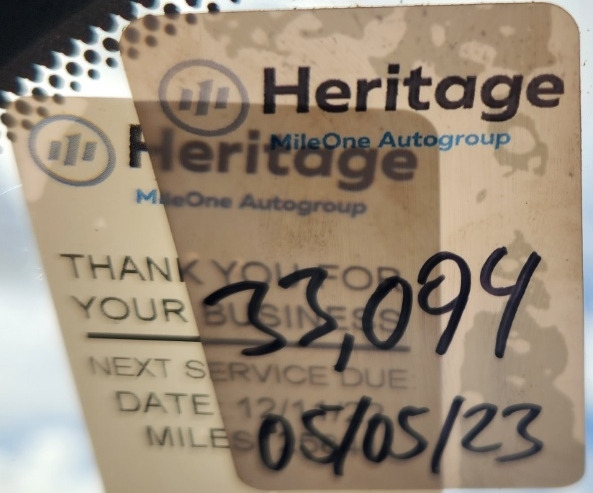 Heritage
MileOne Autogroup
33,094
05/05/23
Heritage
MileOne Autogroup
THANK YOU FOR
YOUR BUSINESS
NEXT SERVICE DUE:
DATE
MILES